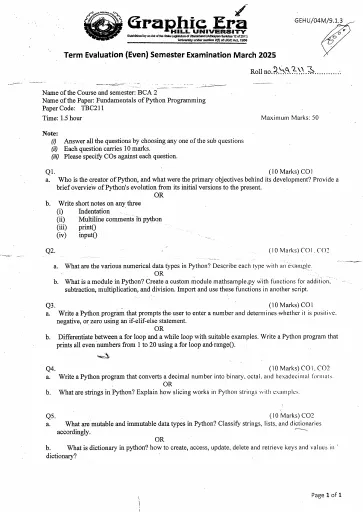 GEHU/04M/9.1.3
Graphic Era
HILL UNIVERSITY
Term Evaluation (Even) Semester Examination March 2025
Roll no.
Name of the Course and semester: BCA 2
Name of the Paper: Fundamentals of Python Programming
Paper Code: TBC211
Time: 1.5 hour Maximum Marks: 50
Note:
(i) Answer all the questions by choosing any one of the sub questions
(ii) Each question carries 10 marks.
(iii) Please specify COs against each question.
Q1. (10 Marks) CO1
a. Who is the creator of Python, and what were the primary objectives behind its development? Provide a
brief overview of Python's evolution from its initial versions to the present.
OR
b. Write short notes on any three
(i) Indentation
(ii) Multiline comments in python
(iii) print()
(iv) input()
Q2. (10 Marks) CO1, CO2
a. What are the various numerical data types in Python? Describe each type with an example.
OR
b. What is a module in Python? Create a custom module mathsample.py with functions for addition,
subtraction, multiplication, and division. Import and use these functions in another script.
Q3. (10 Marks) CO1
a. Write a Python program that prompts the user to enter a number and determines whether it is positive,
negative, or zero using an if-elif-else statement.
OR
b. Differentiate between a for loop and a while loop with suitable examples. Write a Python program that
prints all even numbers from 1 to 20 using a for loop and range().
Q4. (10 Marks) CO1, CO2
a. Write a Python program that converts a decimal number into binary, octal, and hexadecimal formats.
OR
b. What are strings in Python? Explain how slicing works in Python strings with examples.
Q5. (10 Marks) CO2
a. What are mutable and immutable data types in Python? Classify strings, lists, and dictionaries
accordingly.
OR
b. What is dictionary in python? how to create, access, update, delete and retrieve keys and values in
dictionary?
Page 1 of 1